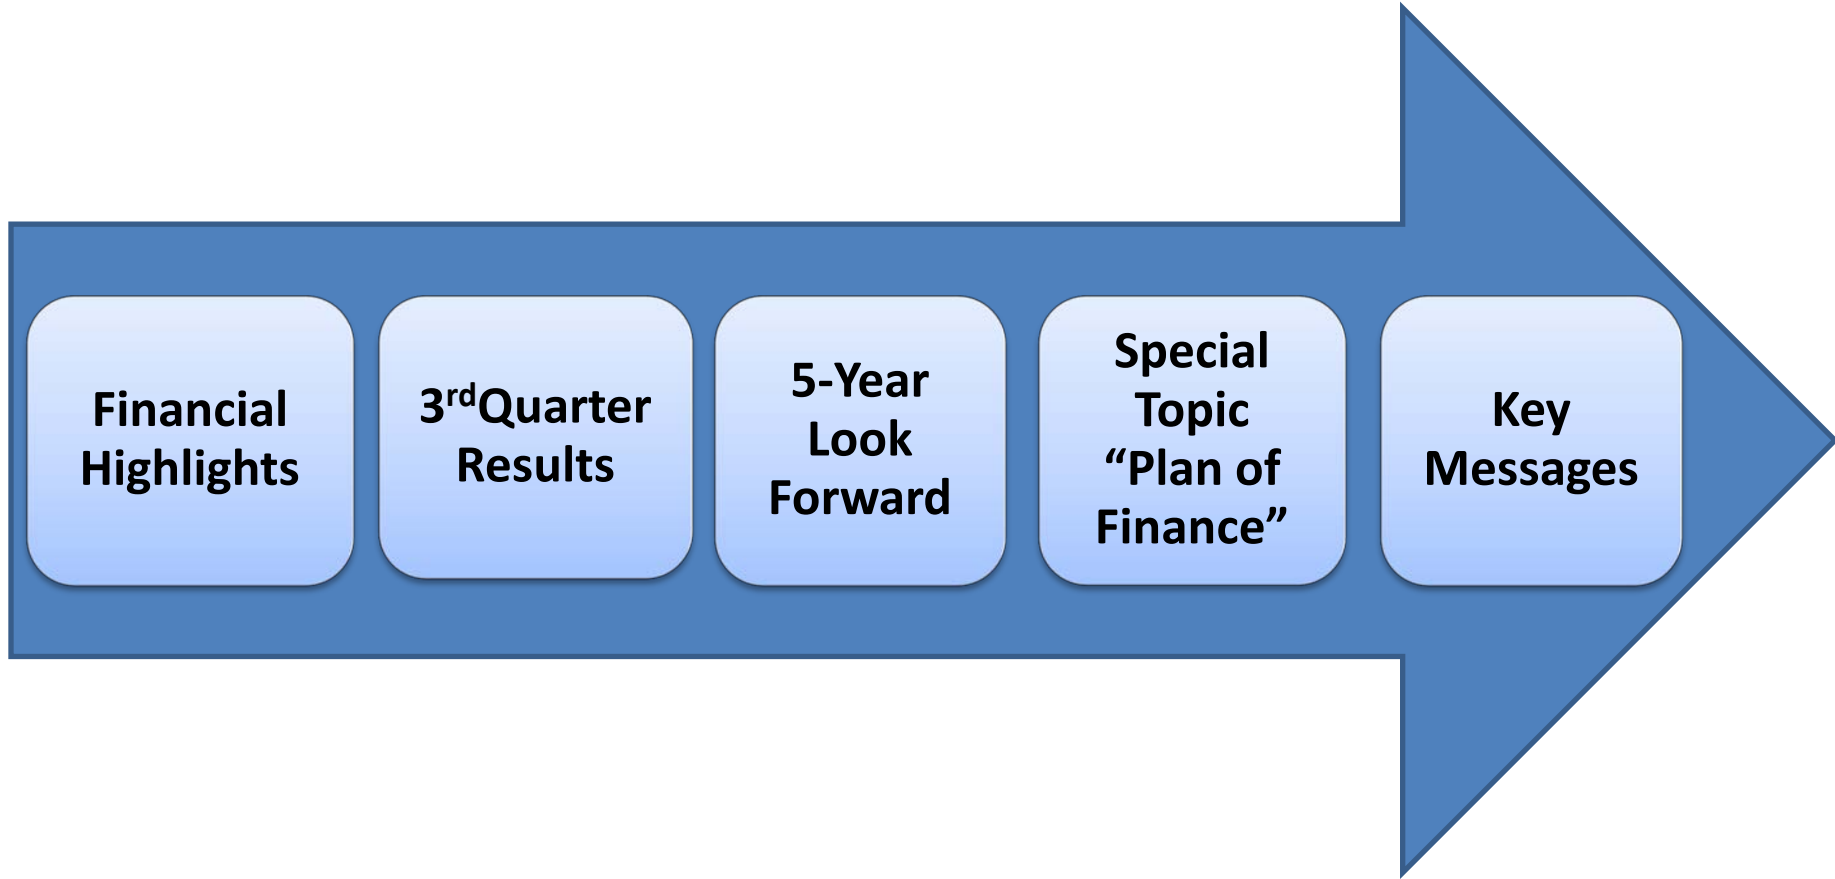 Financial
Highlights
3rdQuarter
Results
5-Year
Look
Forward
Special
Topic
“Plan of
Finance”
Key
Messages